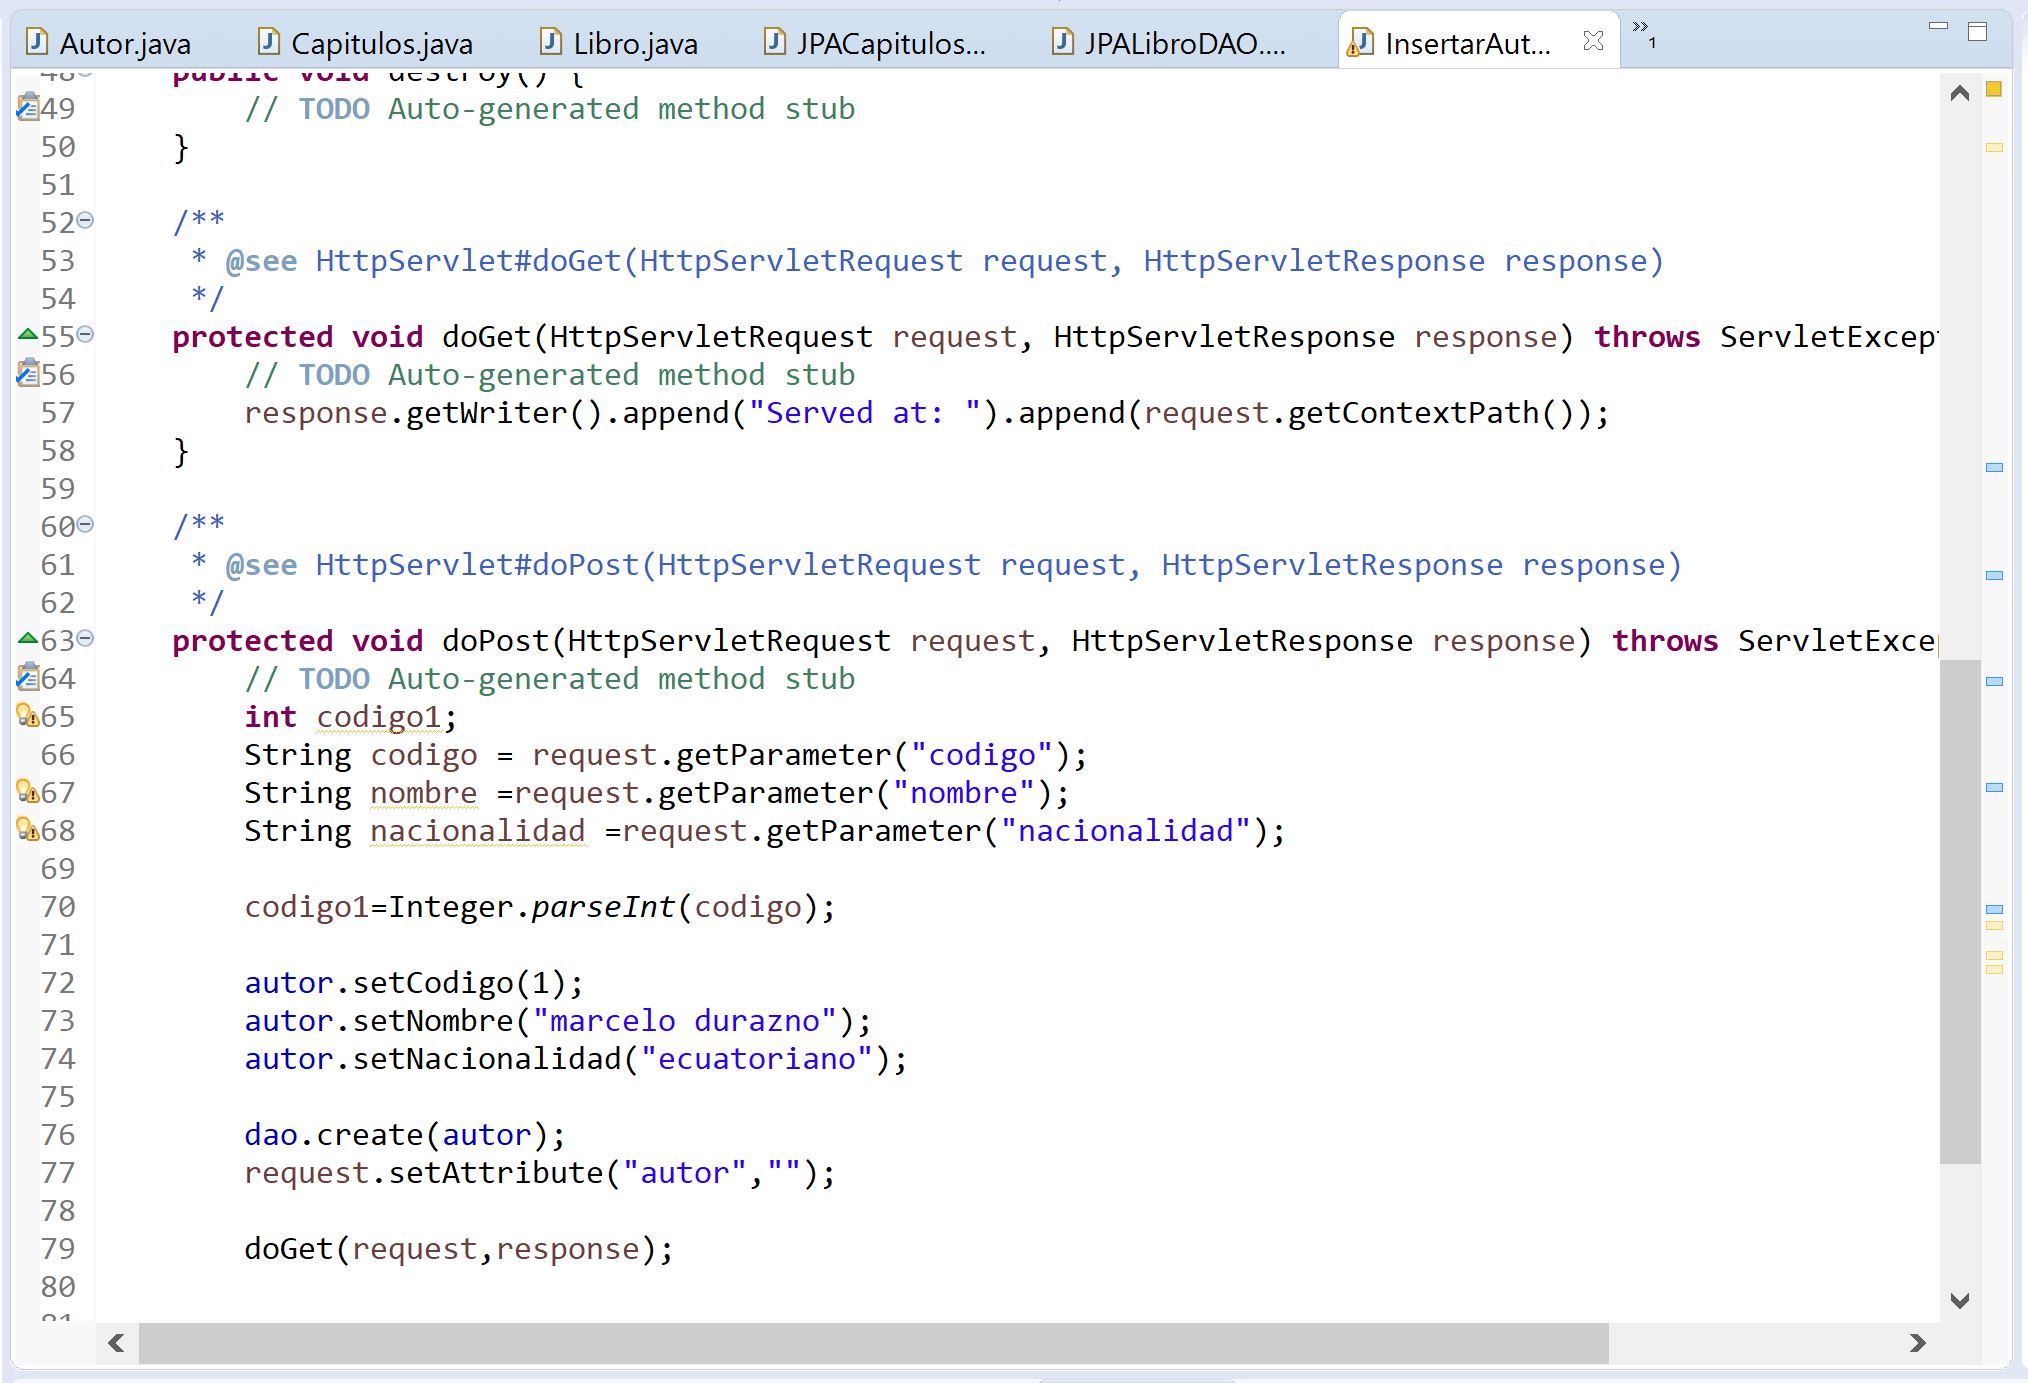 Autor.java Capitulos.java Libro.java JPACapitulos... JPALibroDAO.... InsertarAut... »1
48 public void destroy() {
49 // TODO Auto-generated method stub
50 }
51
52 /**
53 * @see HttpServlet#doGet(HttpServletRequest request, HttpServletResponse response)
54 */
55 protected void doGet(HttpServletRequest request, HttpServletResponse response) throws ServletExcep
56 // TODO Auto-generated method stub
57 response.getWriter().append("Served at: ").append(request.getContextPath());
58 }
59
60 /**
61 * @see HttpServlet#doPost(HttpServletRequest request, HttpServletResponse response)
62 */
63 protected void doPost(HttpServletRequest request, HttpServletResponse response) throws ServletExce
64 // TODO Auto-generated method stub
65 int codigo1;
66 String codigo = request.getParameter("codigo");
67 String nombre =request.getParameter("nombre");
68 String nacionalidad =request.getParameter("nacionalidad");
69
70 codigo1=Integer.parseInt(codigo);
71
72 autor.setCodigo(1);
73 autor.setNombre("marcelo durazno");
74 autor.setNacionalidad("ecuatoriano");
75
76 dao.create(autor);
77 request.setAttribute("autor","");
78
79 doGet(request,response);
80
81